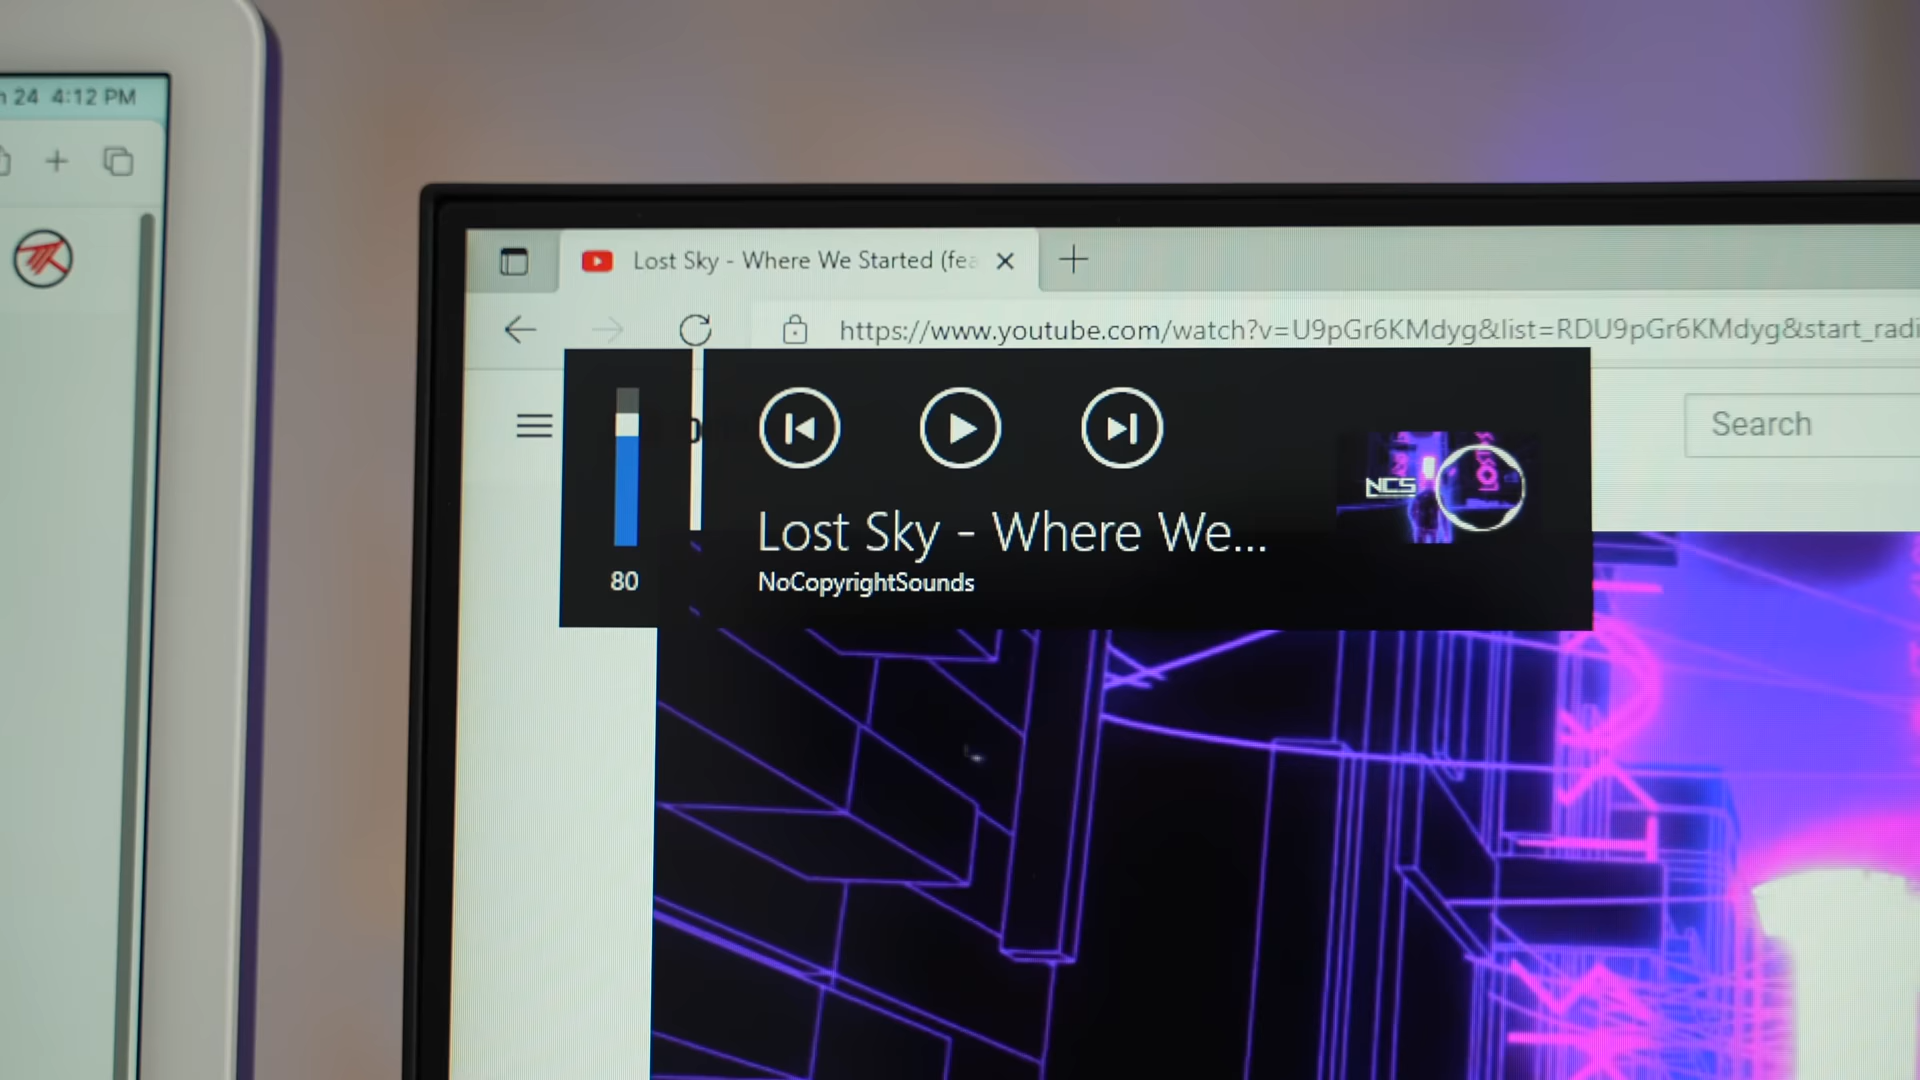 24 4:12 PM
Lost Sky - Where We Started (fea
https://www.youtube.com/watch?v=U9pGr6KMdyg&list=RDU9pGr6KMdyg&start_radi
Search
Lost Sky - Where We...
NoCopyrightSounds
80
NCS